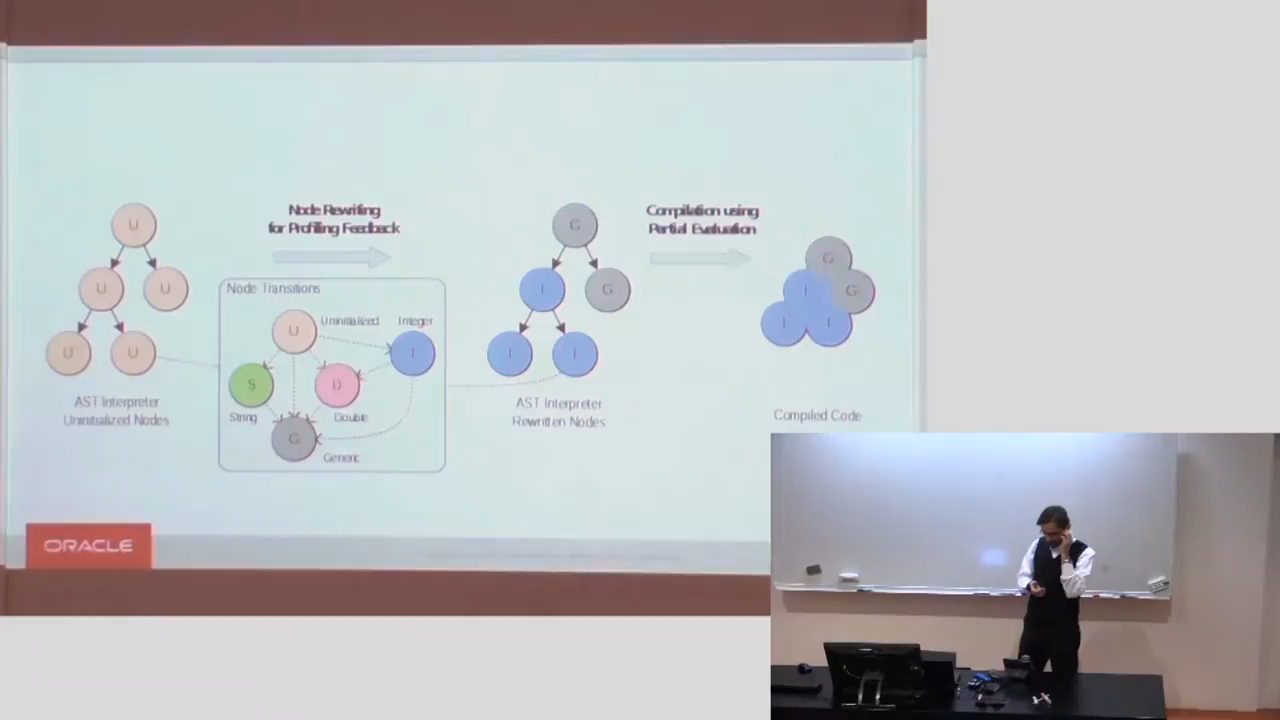 Node Rewriting
for Profiling Feedback
Compilation using
Partial Evaluation
U
U
U
U
U
AST Interpreter
Uninitialized Nodes
Node Transitions
U
Uninitialized
Integer
I
S
D
String
Double
G
Generic
G
I
G
I
I
AST Interpreter
Rewritten Nodes
G
I
G
I
I
Compiled Code
ORACLE